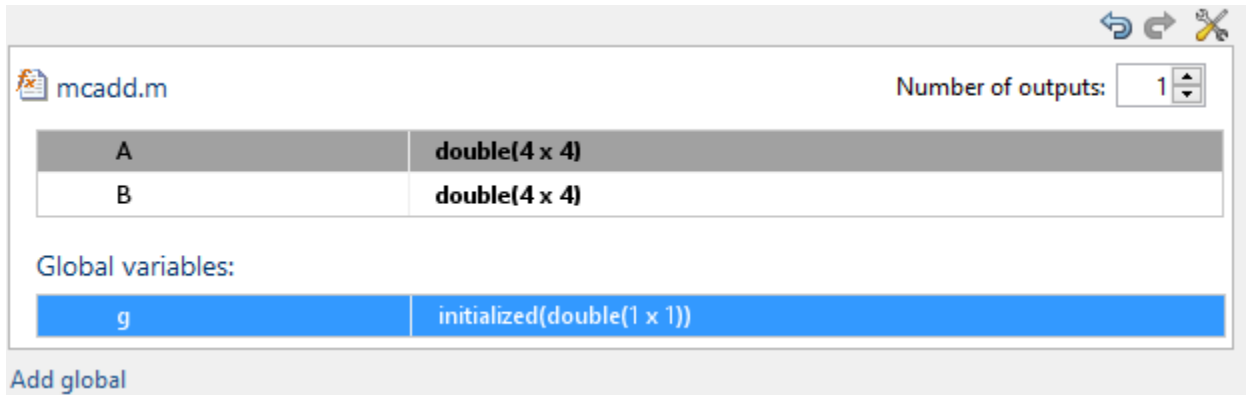 mcadd.m Number of outputs: 1
A double(4 x 4)
B double(4 x 4)
Global variables:
g initialized(double(1 x 1))
Add global